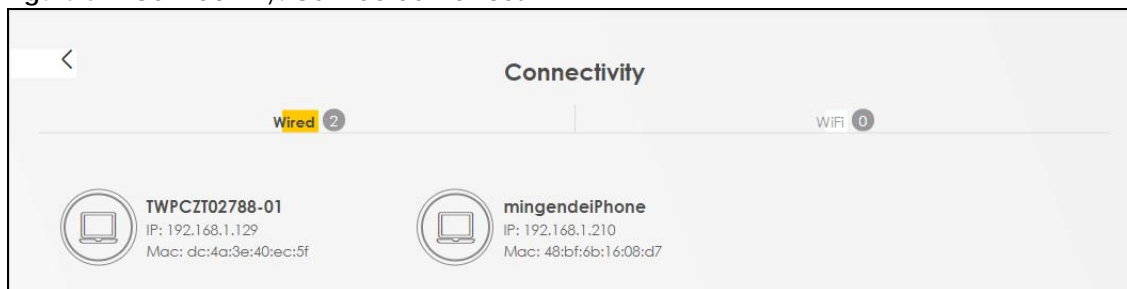 Connectivity
Wired 2
WiFi 0
TWPCZT02788-01
IP: 192.168.1.129
Mac: dc:4a:3e:40:ec:5f
mingendeiPhone
IP: 192.168.1.210
Mac: 48:bf:6b:16:08:d7